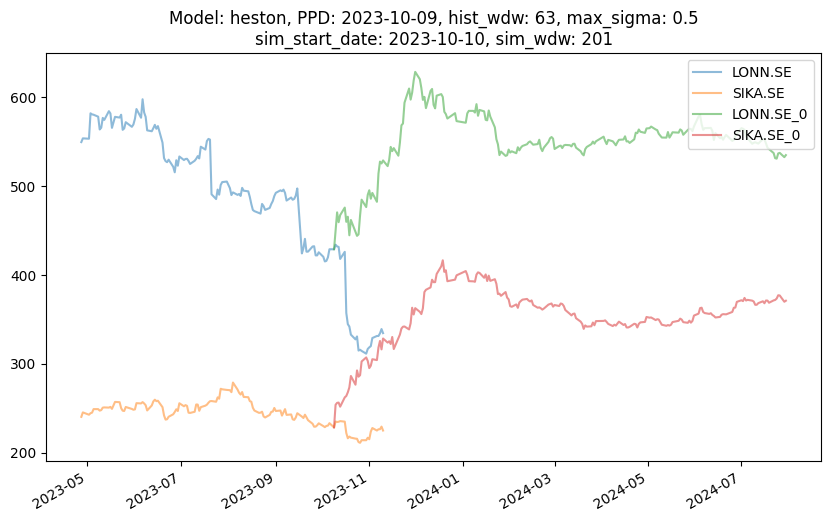 Model: heston, PPD: 2023-10-09, hist_wdw: 63, max_sigma: 0.5
sim_start_date: 2023-10-10, sim_wdw: 201
LONN.SE
SIKA.SE
LONN.SE_0
SIKA.SE_0
600
500
400
300
200
2023-05
2023-07
2023-09
2023-11
2024-01
2024-03
2024-05
2024-07